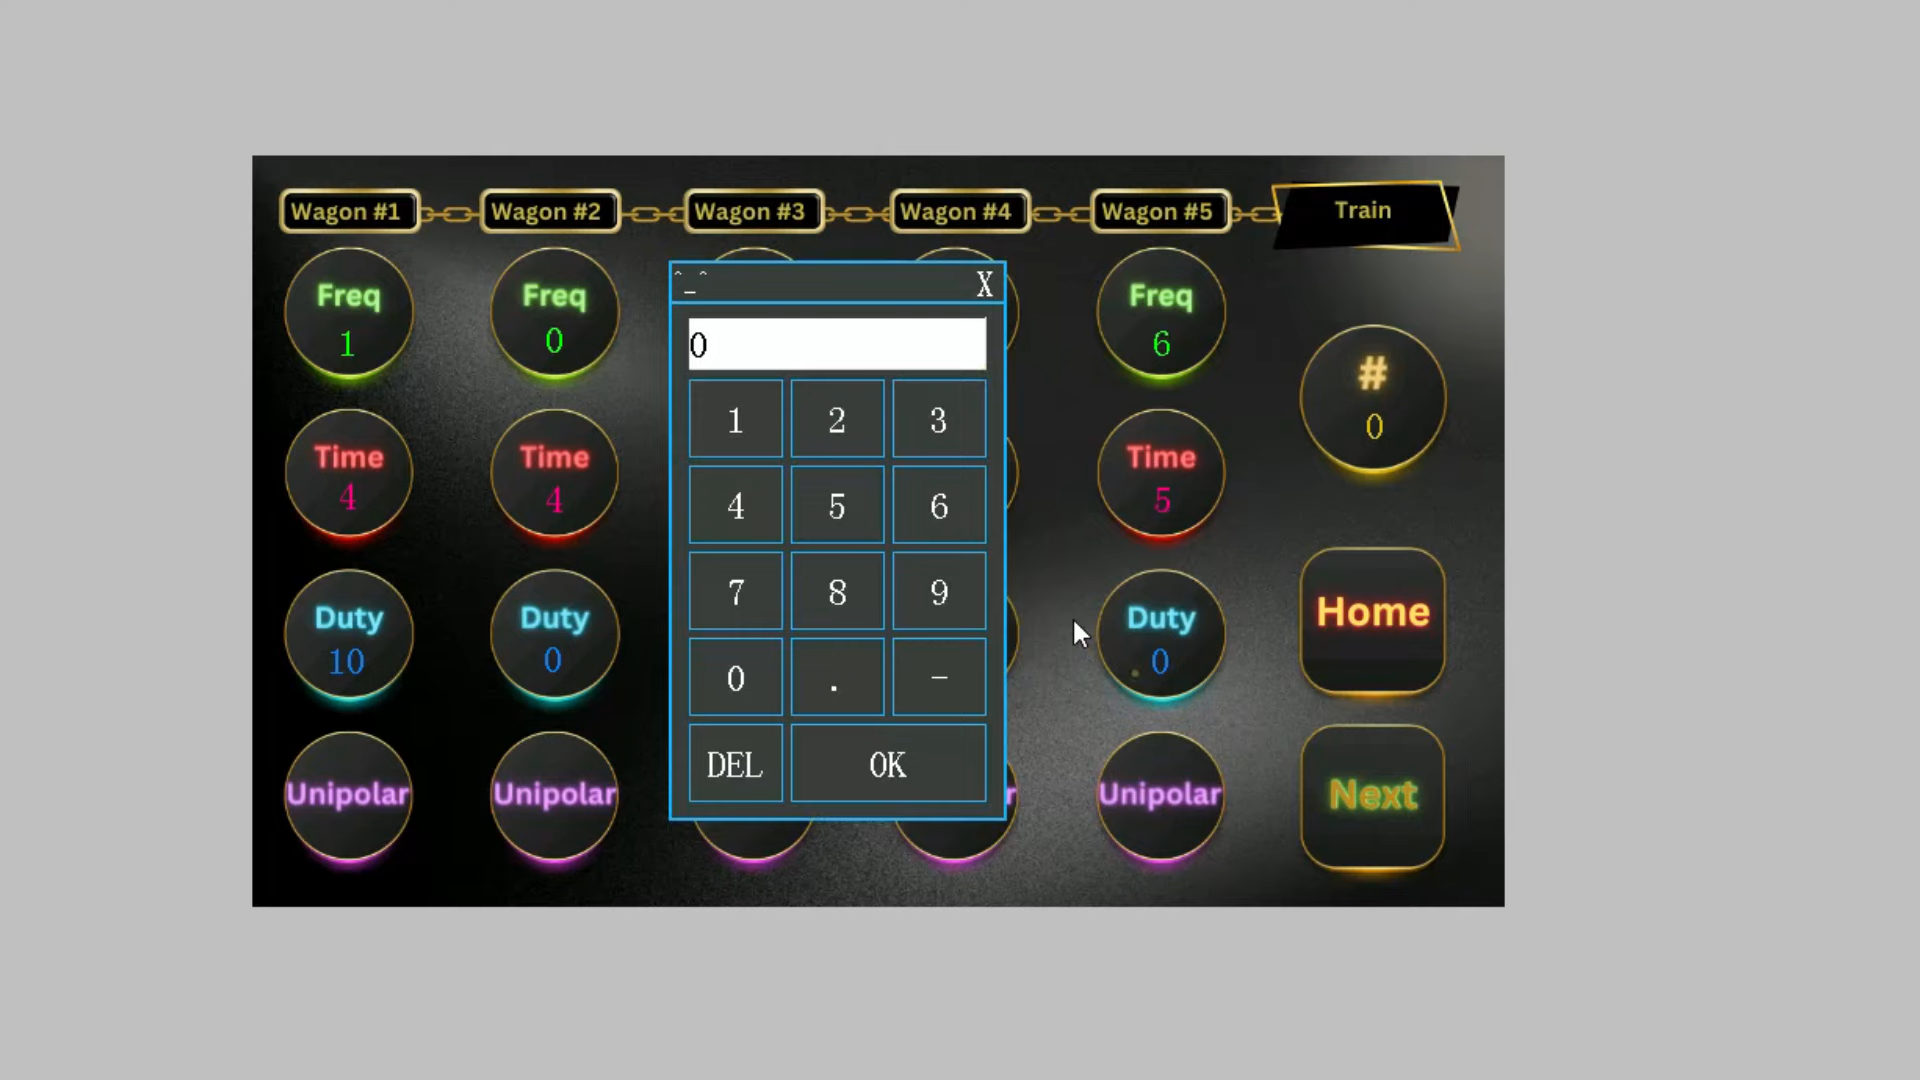 Wagon #1 Wagon #2 Wagon #3 Wagon #4 Wagon #5 Train
^_^ X
Freq Freq Freq
1 0 6
0
#
0
1 2 3
Time Time Time
4 4 5
4 5 6
7 8 9
Duty Duty Duty Home
10 0 0
0 . -
DEL OK
Unipolar Unipolar Unipolar Next